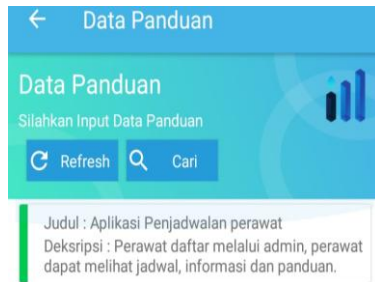 Data Panduan
Data Panduan
Silahkan Input Data Panduan
Refresh Cari
Judul : Aplikasi Penjadwalan perawat
Deksripsi : Perawat daftar melalui admin, perawat
dapat melihat jadwal, informasi dan panduan.